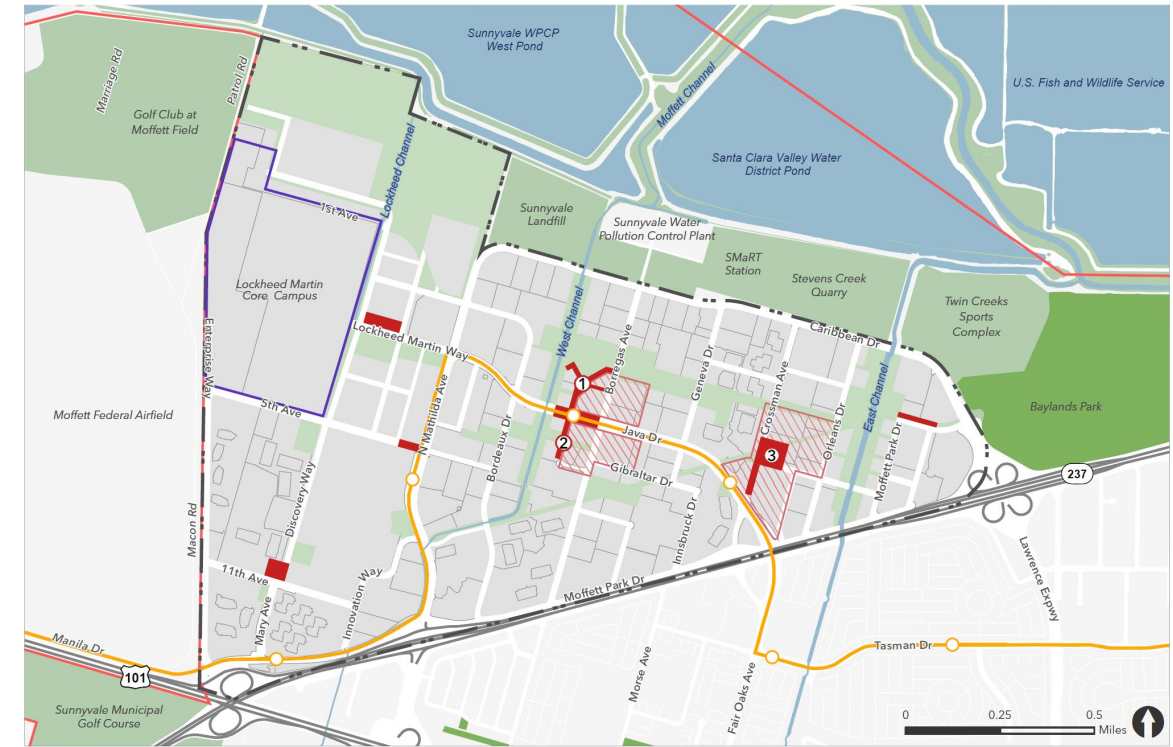 Sunnyvale WPCP
West Pond
Marriage Rd
Patrol Rd
Golf Club at
Moffett Field
Moffett Channel
U.S. Fish and Wildlife Service
Santa Clara Valley Water
District Pond
Lockheed Channel
1st Ave
Sunnyvale
Landfill
Sunnyvale Water
Pollution Control Plant
SMaRT
Station
Stevens Creek
Quarry
Twin Creeks
Sports
Complex
Lockheed Martin
Core Campus
Enterprise Way
Lockheed Martin Way
West Channel
Borregas Ave
Geneva Dr
Caribbean Dr
Crossman Ave
East Channel
Moffett Federal Airfield
5th Ave
N Mathilda Ave
Bordeaux Dr
1
2
Java Dr
Gibraltar Dr
3
Orleans Dr
Moffett Park Dr
Baylands Park
237
Macon Rd
Discovery Way
Innsbruck Dr
11th Ave
Mary Ave
Innovation Way
Moffett Park Dr
Lawrence Expwy
Manila Dr
101
Tasman Dr
Morse Ave
Fair Oaks Ave
Sunnyvale Municipal
Golf Course
0 0.25 0.5
Miles